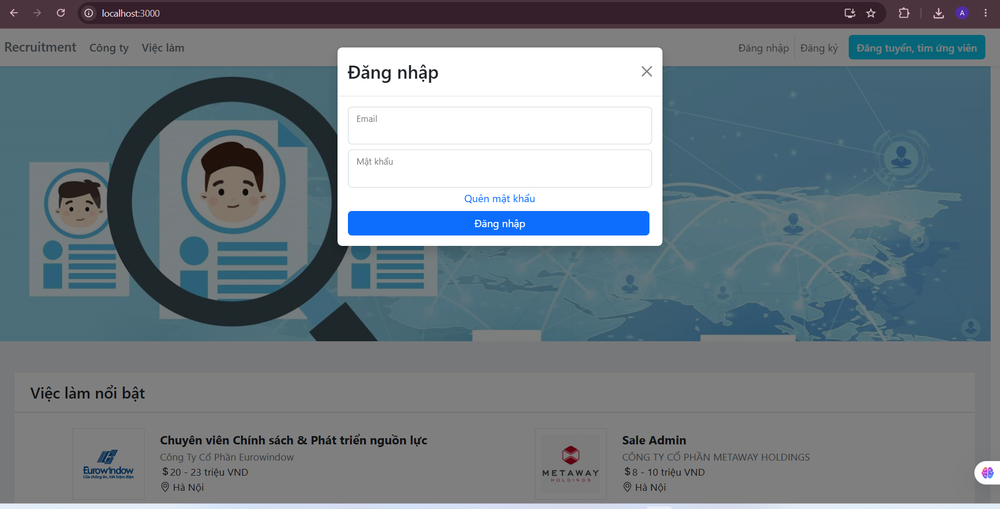 localhost:3000
A
Recruitment Công ty Việc làm
Đăng nhập Đăng ký Đăng tuyển, tìm ứng viên
Đăng nhập
Email
Mật khẩu
Quên mật khẩu
Đăng nhập
Việc làm nổi bật
Eurowindow
Cửa chống ồn, tiết kiệm điện
Chuyên viên Chính sách & Phát triển nguồn lực
Công Ty Cổ Phần Eurowindow
$ 20 - 23 triệu VND
Hà Nội
METAWAY
HOLDINGS
Sale Admin
CÔNG TY CỔ PHẦN METAWAY HOLDINGS
$ 8 - 10 triệu VND
Hà Nội